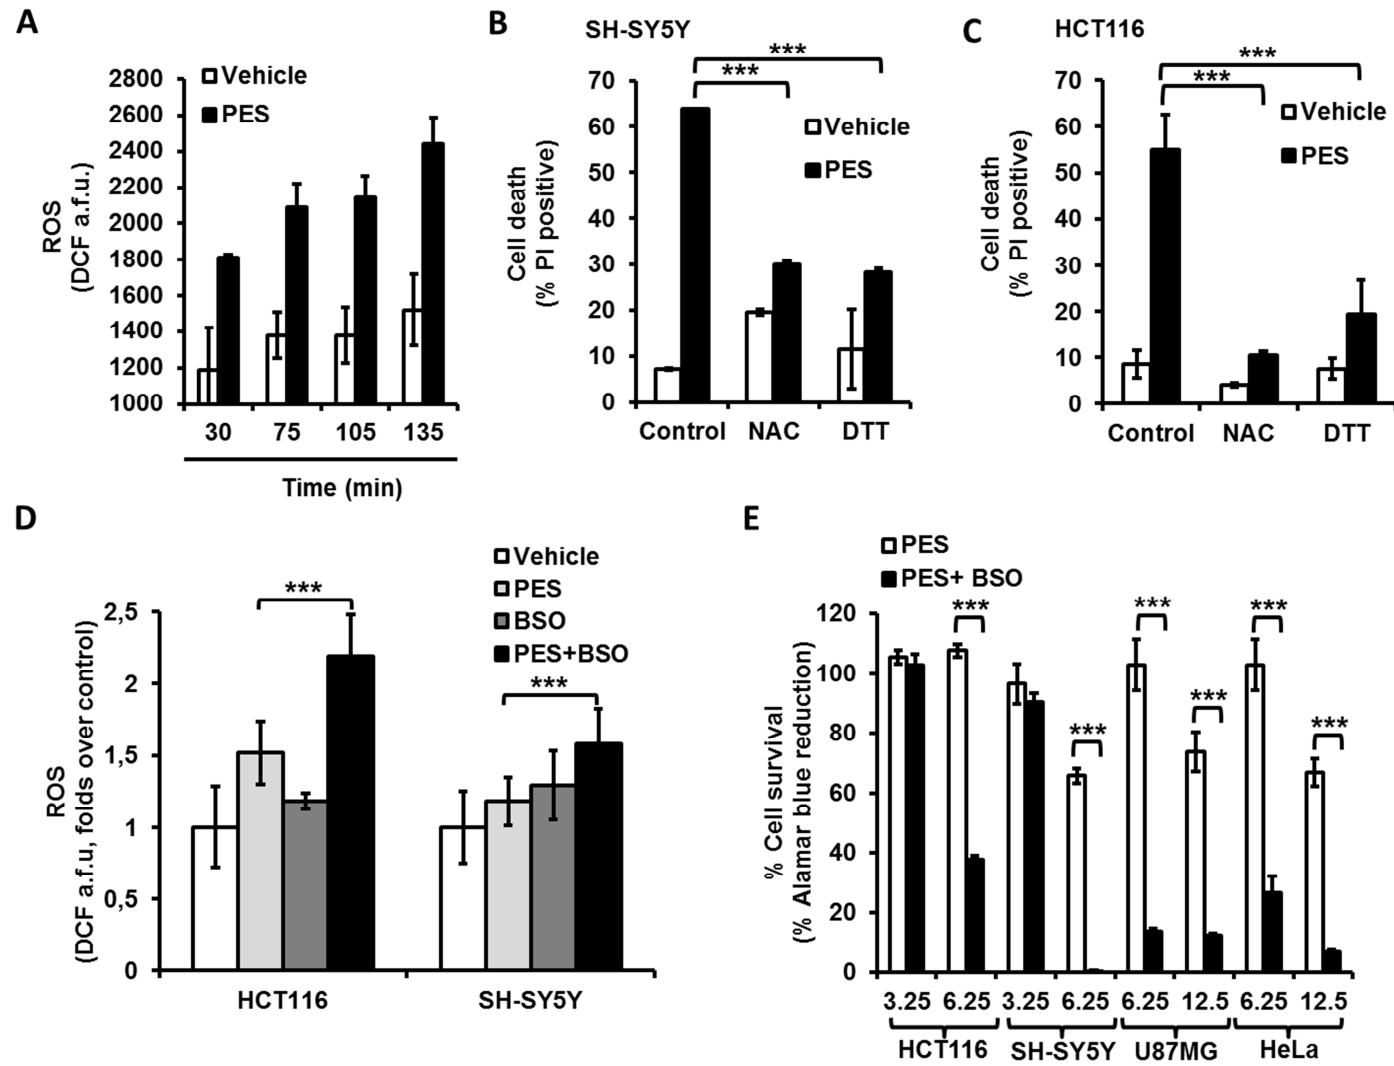 A
Vehicle
PES
2800
2600
2400
2200
2000
1800
1600
1400
1200
1000
ROS
(DCF a.f.u.)
30 75 105 135
Time (min)
B
SH-SY5Y
***
***
Vehicle
PES
70
60
50
40
30
20
10
0
Cell death
(% PI positive)
Control NAC DTT
C
HCT116
***
***
Vehicle
PES
70
60
50
40
30
20
10
0
Cell death
(% PI positive)
Control NAC DTT
D
Vehicle
PES
BSO
PES+BSO
***
***
2,5
2
1,5
1
0,5
0
ROS
(DCF a.f.u, folds over control)
HCT116 SH-SY5Y
E
PES
PES+ BSO
*** *** ***
*** *** ***
120
100
80
60
40
20
0
% Cell survival
(% Alamar blue reduction)
3.25 6.25 3.25 6.25 6.25 12.5 6.25 12.5
HCT116 SH-SY5Y U87MG HeLa